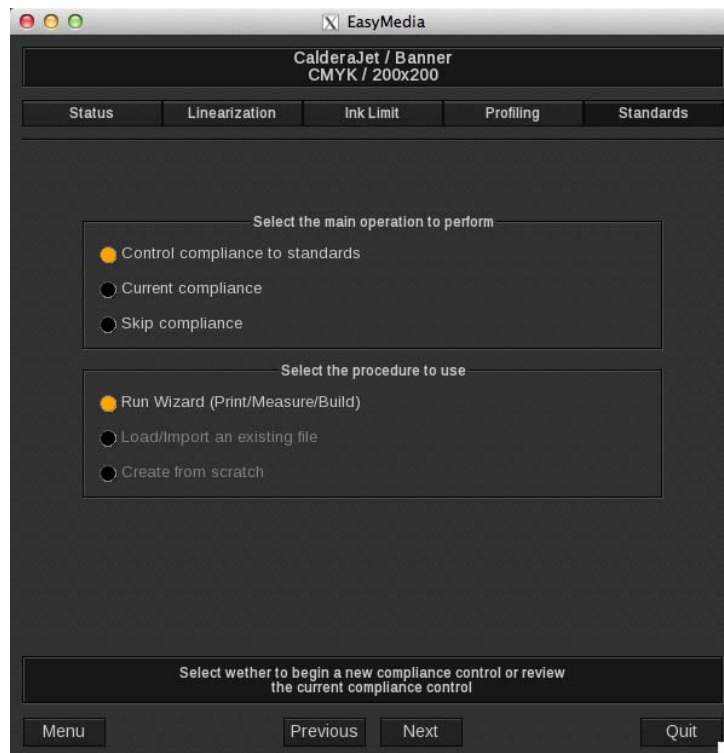 EasyMedia
CalderaJet / Banner
CMYK / 200x200
Status Linearization Ink Limit Profiling Standards
Select the main operation to perform
Control compliance to standards
Current compliance
Skip compliance
Select the procedure to use
Run Wizard (Print/Measure/Build)
Load/Import an existing file
Create from scratch
Select wether to begin a new compliance control or review
the current compliance control
Menu Previous Next Quit